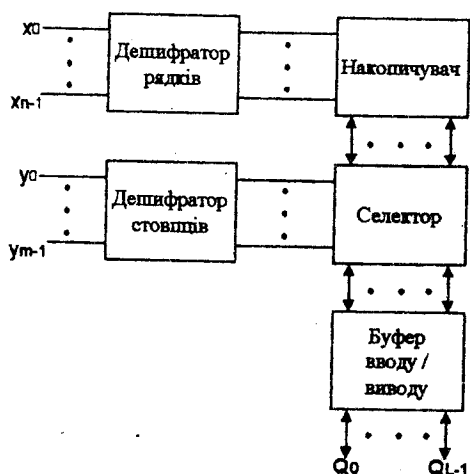 x0
Дешифратор
рядків
Накопичувач
xn-1
y0
Дешифратор
стовпців
Селектор
ym-1
Буфер
вводу /
виводу
Q0
QL-1